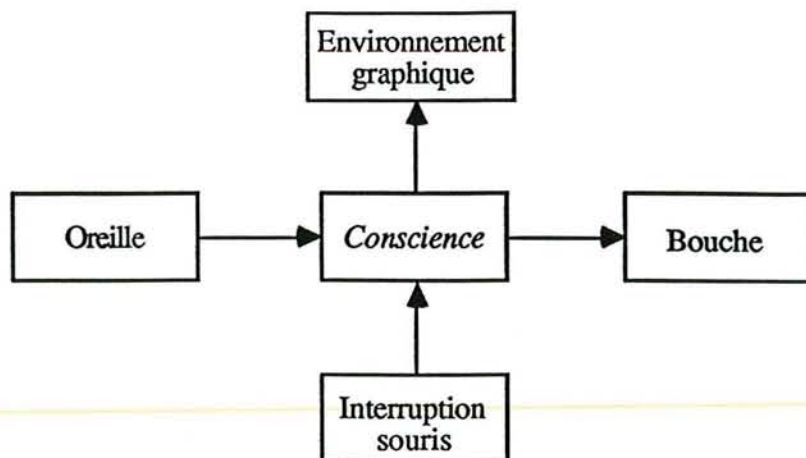 Environnement
graphique
Oreille
Conscience
Bouche
Interruption
souris